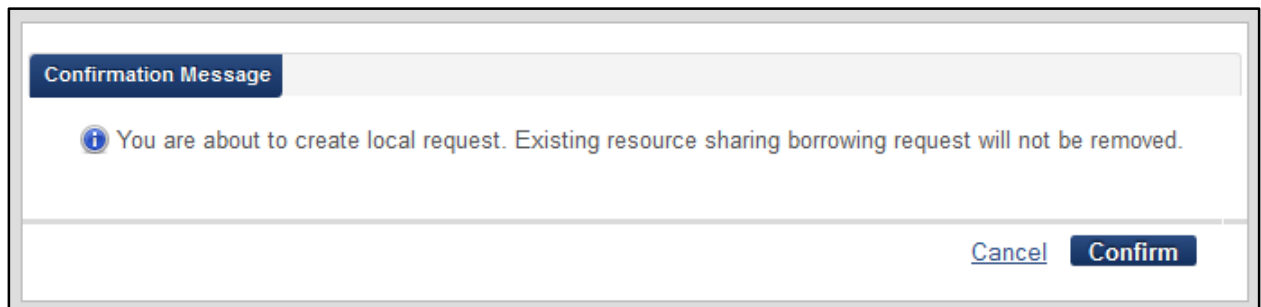 Confirmation Message
You are about to create local request. Existing resource sharing borrowing request will not be removed.
Cancel Confirm